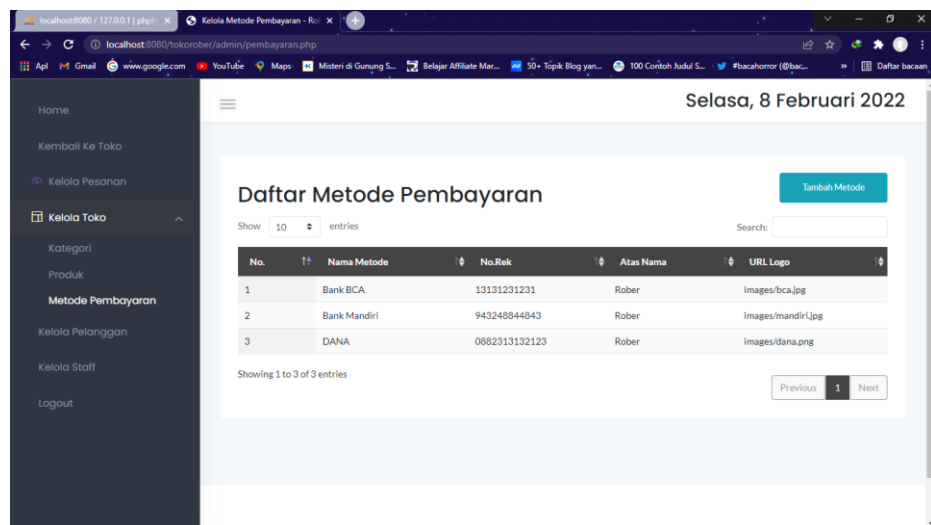 localhost:8080 / 127.0.0.1 | php
Kelola Metode Pembayaran - Ro
localhost:8080/tokorober/admin/pembayaran.php
Apl Gmail www.google.com YouTube Maps Misteri di Gunung S... Belajar Affiliate Mar... 50+ Topik Blog yan... 100 Contoh Judul S... #bacahorror (@bac... » Daftar bacaan
Home
Kembali Ke Toko
Kelola Pesanan
Kelola Toko
Kategori
Produk
Metode Pembayaran
Kelola Pelanggan
Kelola Staff
Logout
Selasa, 8 Februari 2022
Daftar Metode Pembayaran
Tambah Metode
Show 10 entries
Search:
No. Nama Metode No.Rek Atas Nama URL Logo
1 Bank BCA 13131231231 Rober images/bca.jpg
2 Bank Mandiri 943248844843 Rober images/mandiri.jpg
3 DANA 0882313132123 Rober images/dana.png
Showing 1 to 3 of 3 entries
Previous 1 Next